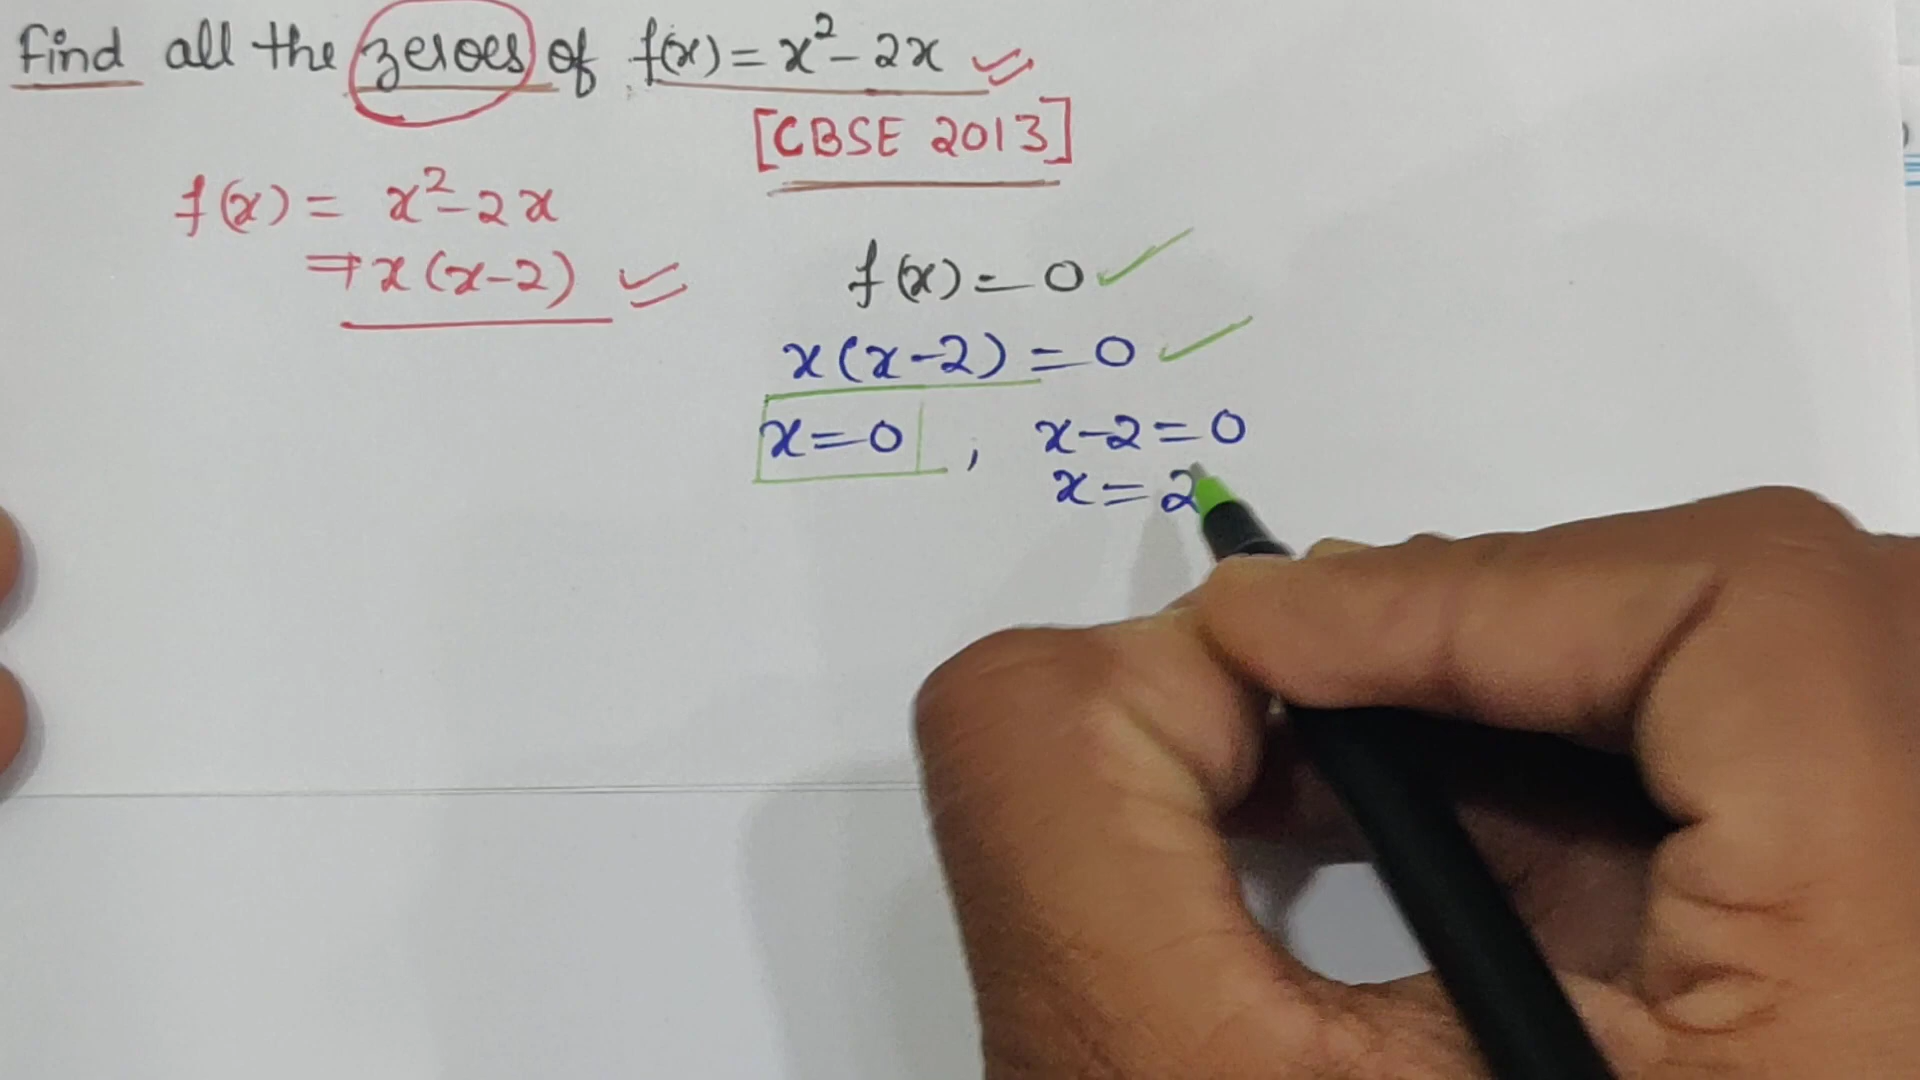 Find all the zeroes of f(x) = x² - 2x
[CBSE 2013]
f(x) = x² - 2x
⇒ x(x-2)
f(x) = 0
x(x-2) = 0
x = 0 , x-2 = 0
x = 2